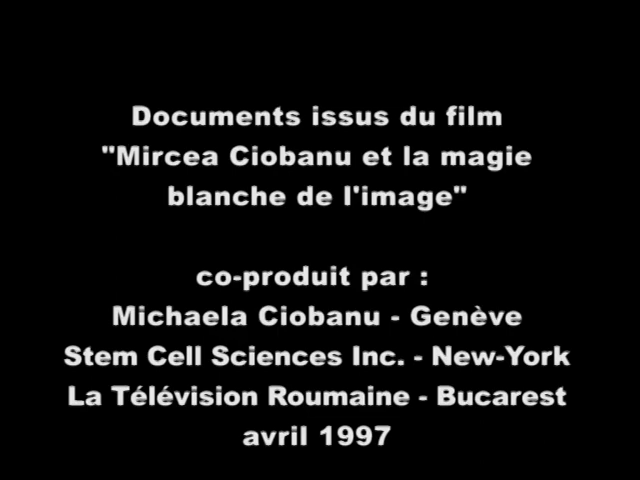 Documents issus du film
"Mircea Ciobanu et la magie
blanche de l'image"
co-produit par :
Michaela Ciobanu - Genève
Stem Cell Sciences Inc. - New-York
La Télévision Roumaine - Bucarest
avril 1997